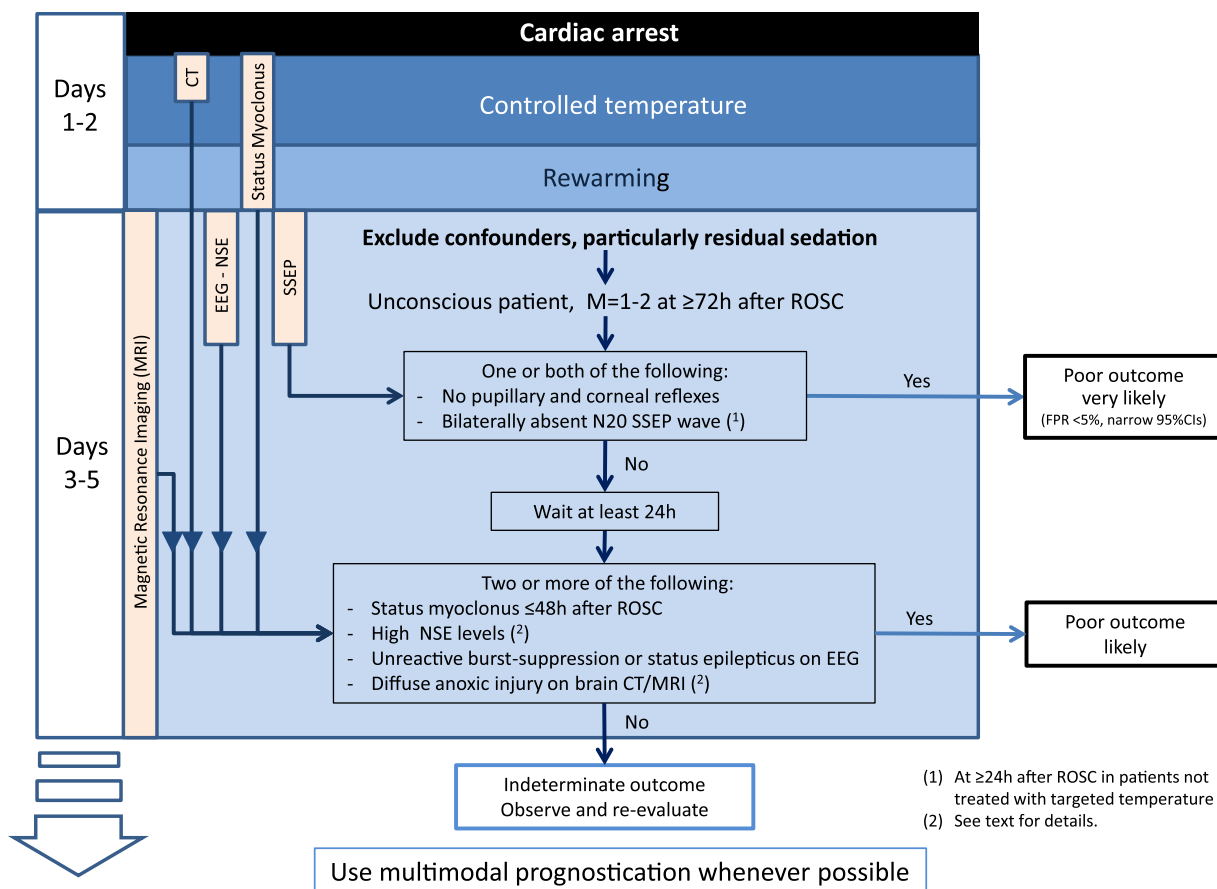 Cardiac arrest
Days
1-2
CT
Status Myoclonus
Controlled temperature
Rewarming
Days
3-5
Magnetic Resonance Imaging (MRI)
EEG - NSE
SSEP
Exclude confounders, particularly residual sedation
Unconscious patient, M=1-2 at ≥72h after ROSC
One or both of the following:
- No pupillary and corneal reflexes
- Bilaterally absent N20 SSEP wave (1)
Yes
Poor outcome
very likely
(FPR <5%, narrow 95%CIs)
No
Wait at least 24h
Two or more of the following:
- Status myoclonus ≤48h after ROSC
- High NSE levels (2)
- Unreactive burst-suppression or status epilepticus on EEG
- Diffuse anoxic injury on brain CT/MRI (2)
Yes
Poor outcome
likely
No
Indeterminate outcome
Observe and re-evaluate
(1) At ≥24h after ROSC in patients not
treated with targeted temperature
(2) See text for details.
Use multimodal prognostication whenever possible